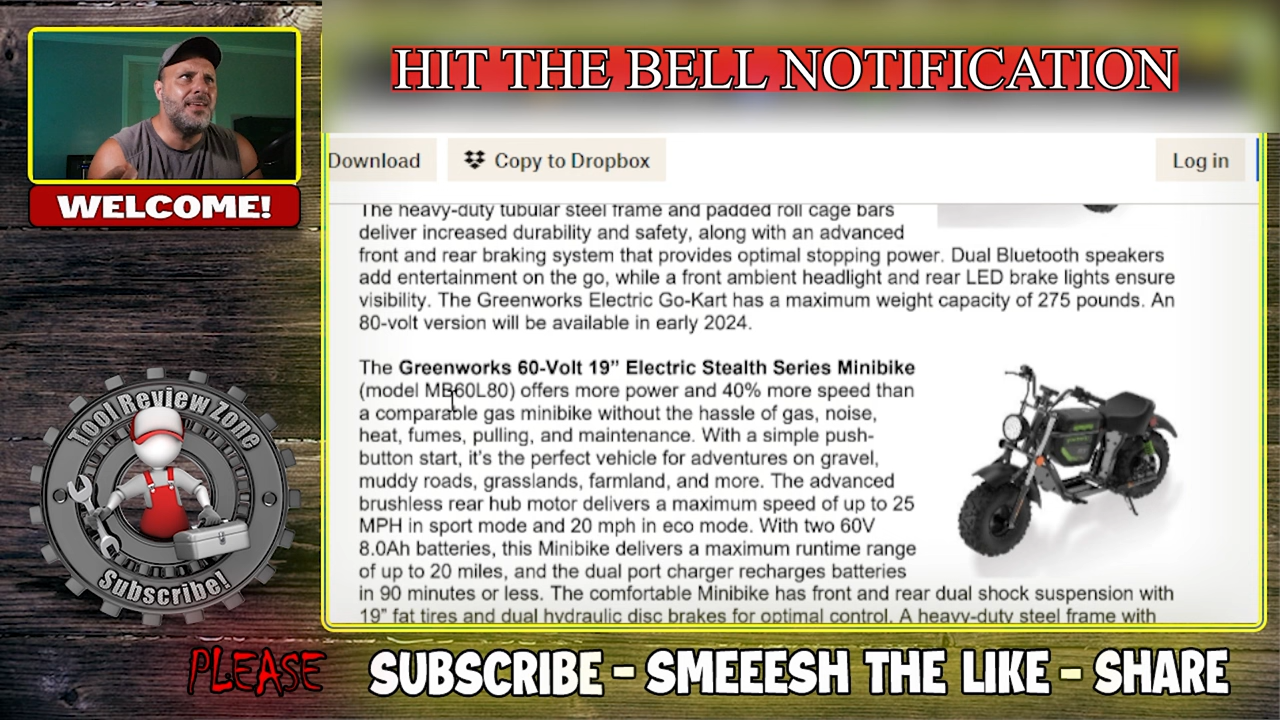 HIT THE BELL NOTIFICATION
WELCOME!
Download
Copy to Dropbox
Log in
The heavy-duty tubular steel frame and padded roll cage bars
deliver increased durability and safety, along with an advanced
front and rear braking system that provides optimal stopping power. Dual Bluetooth speakers
add entertainment on the go, while a front ambient headlight and rear LED brake lights ensure
visibility. The Greenworks Electric Go-Kart has a maximum weight capacity of 275 pounds. An
80-volt version will be available in early 2024.
The Greenworks 60-Volt 19” Electric Stealth Series Minibike
(model MB60L80) offers more power and 40% more speed than
a comparable gas minibike without the hassle of gas, noise,
heat, fumes, pulling, and maintenance. With a simple push-
button start, it’s the perfect vehicle for adventures on gravel,
muddy roads, grasslands, farmland, and more. The advanced
brushless rear hub motor delivers a maximum speed of up to 25
MPH in sport mode and 20 mph in eco mode. With two 60V
8.0Ah batteries, this Minibike delivers a maximum runtime range
of up to 20 miles, and the dual port charger recharges batteries
in 90 minutes or less. The comfortable Minibike has front and rear dual shock suspension with
19” fat tires and dual hydraulic disc brakes for optimal control. A heavy-duty steel frame with
Tool Review Zone
Subscribe!
PLEASE
SUBSCRIBE - SMEEESH THE LIKE - SHARE